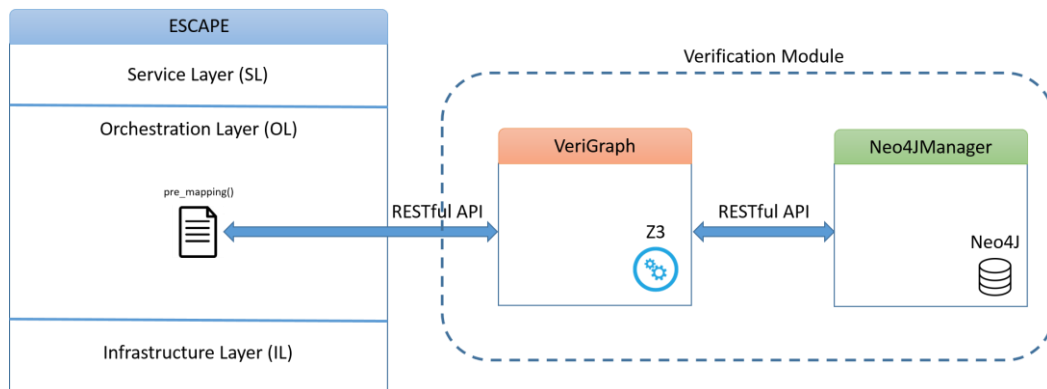 ESCAPE
Service Layer (SL)
Orchestration Layer (OL)
pre_mapping()
RESTful API
Infrastructure Layer (IL)
Verification Module
VeriGraph
Z3
RESTful API
Neo4JManager
Neo4J